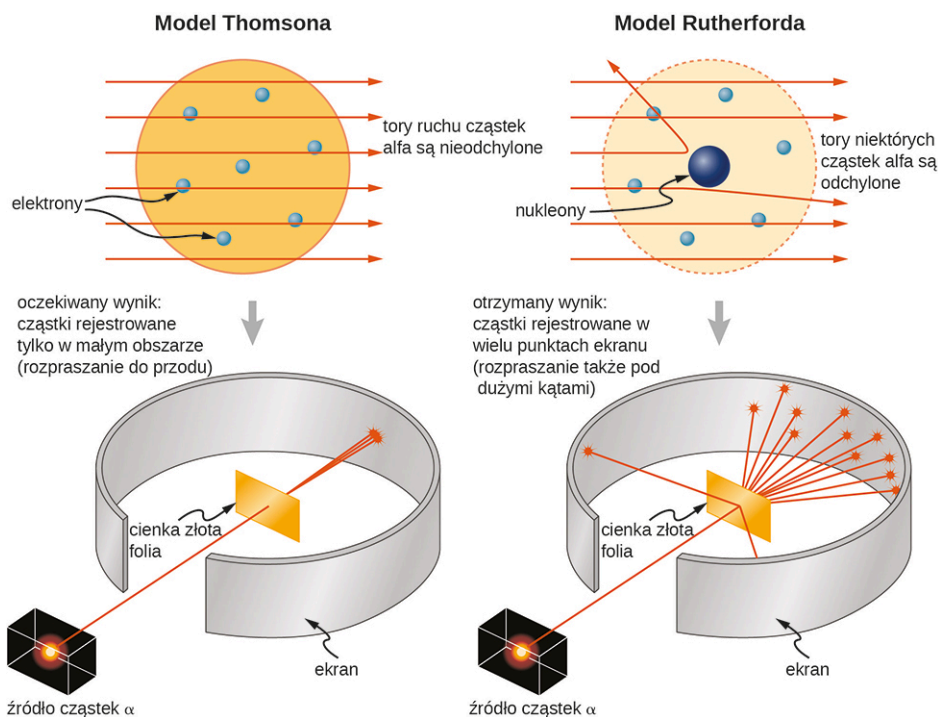 Model Thomsona
tory ruchu cząstek
alfa są nieodchylone
elektrony
oczekiwany wynik:
cząstki rejestrowane
tylko w małym obszarze
(rozpraszanie do przodu)
cienka złota
folia
ekran
źródło cząstek α
Model Rutherforda
tory niektórych
cząstek alfa są
odchylone
nukleony
otrzymany wynik:
cząstki rejestrowane w
wielu punktach ekranu
(rozpraszanie także pod
dużymi kątami)
cienka złota
folia
ekran
źródło cząstek α